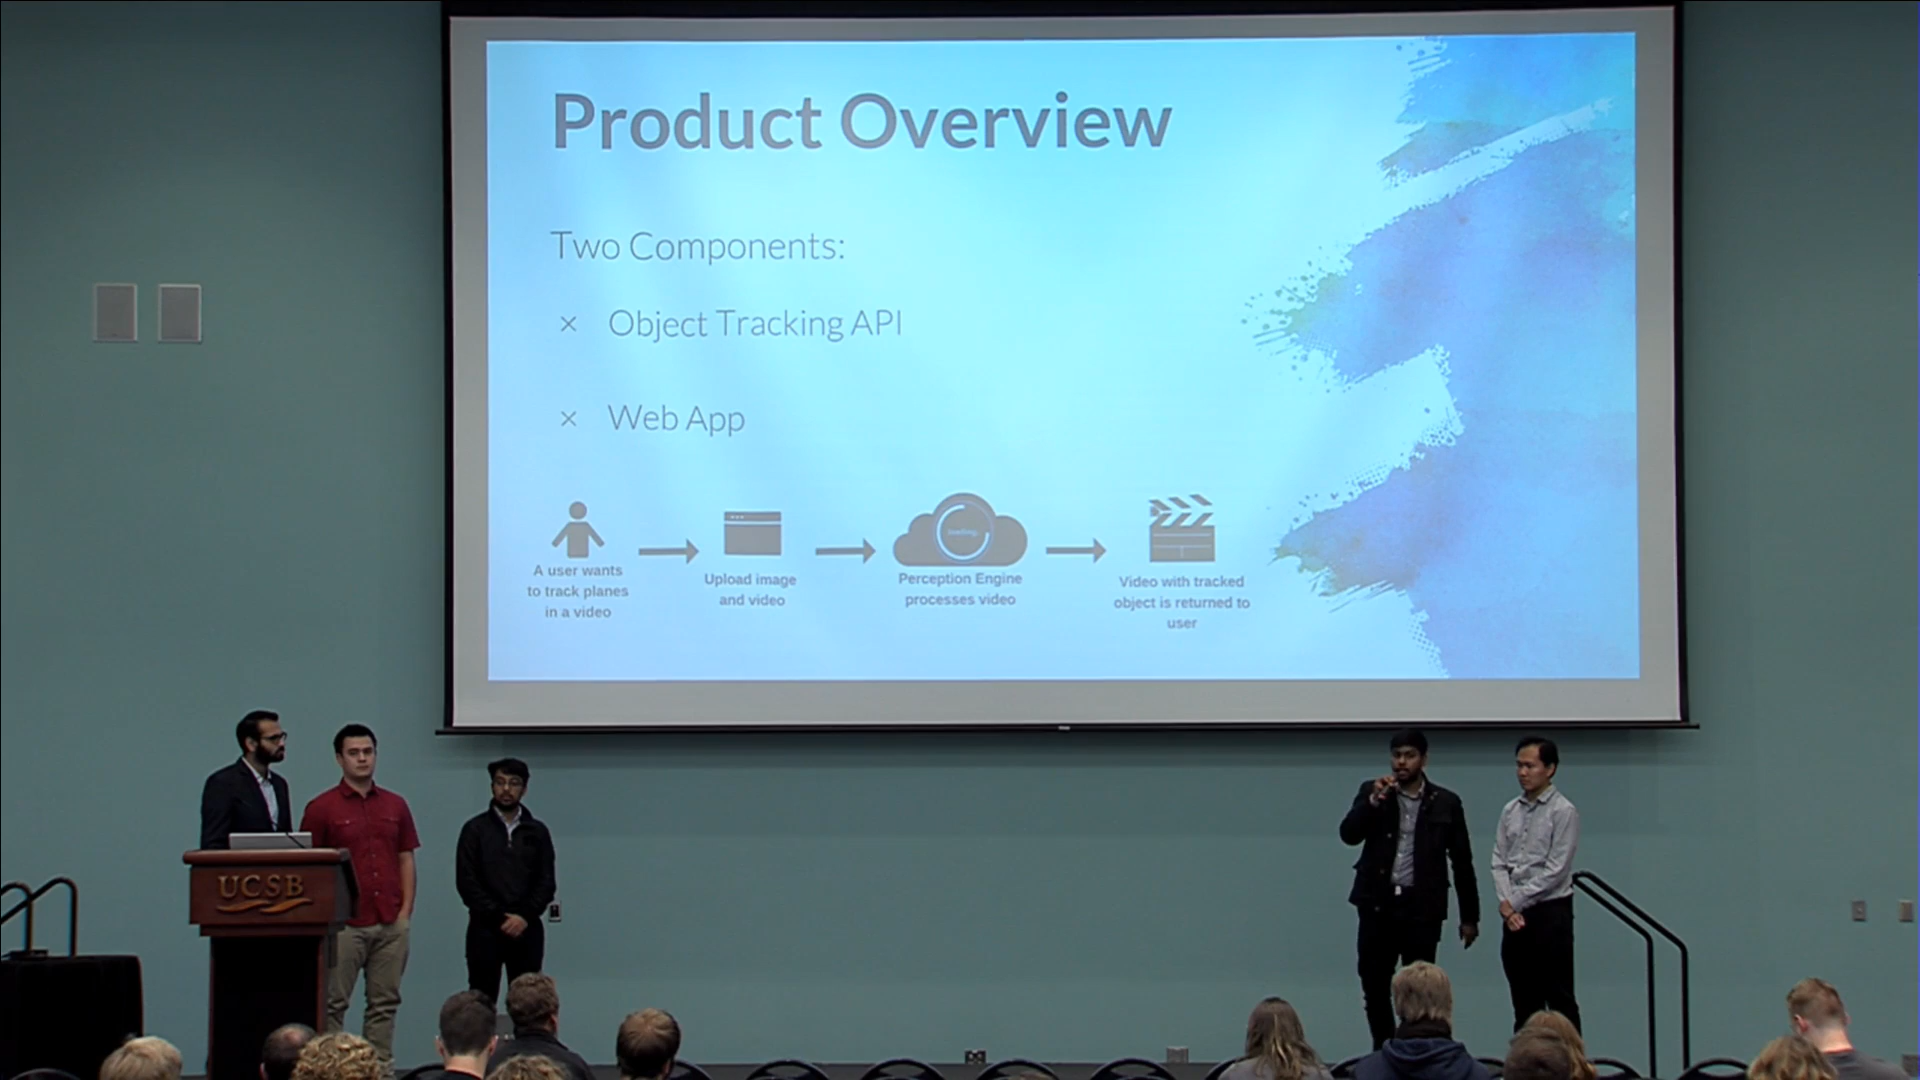 Product Overview
Two Components:
× Object Tracking API
× Web App
A user wants
to track planes
in a video
Upload image
and video
Perception Engine
processes video
Video with tracked
object is returned to
user
UCSB